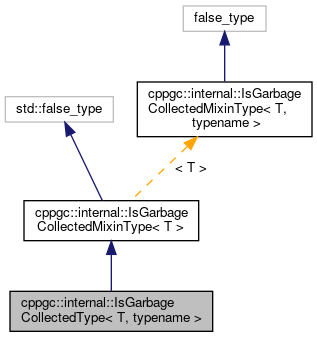 false_type
cppgc::internal::IsGarbage
CollectedMixinType< T,
typename >
std::false_type
< T >
cppgc::internal::IsGarbage
CollectedMixinType< T >
cppgc::internal::IsGarbage
CollectedType< T, typename >